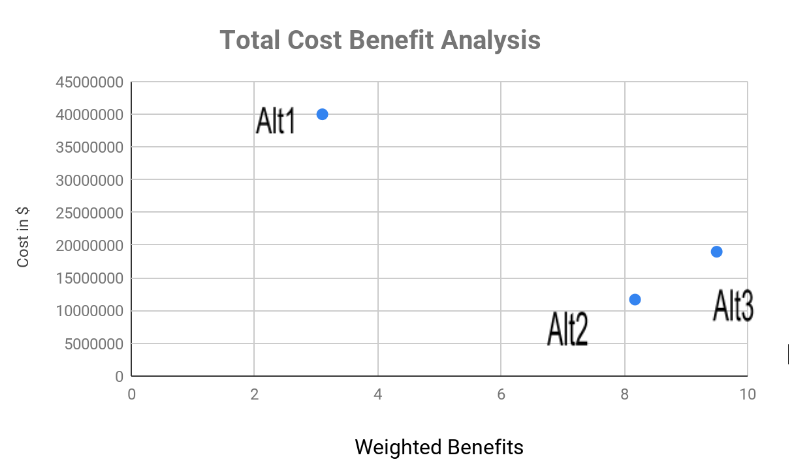 Total Cost Benefit Analysis
45000000
40000000
35000000
30000000
25000000
20000000
15000000
10000000
5000000
0
Cost in $
Alt1
Alt2
Alt3
0 2 4 6 8 10
Weighted Benefits